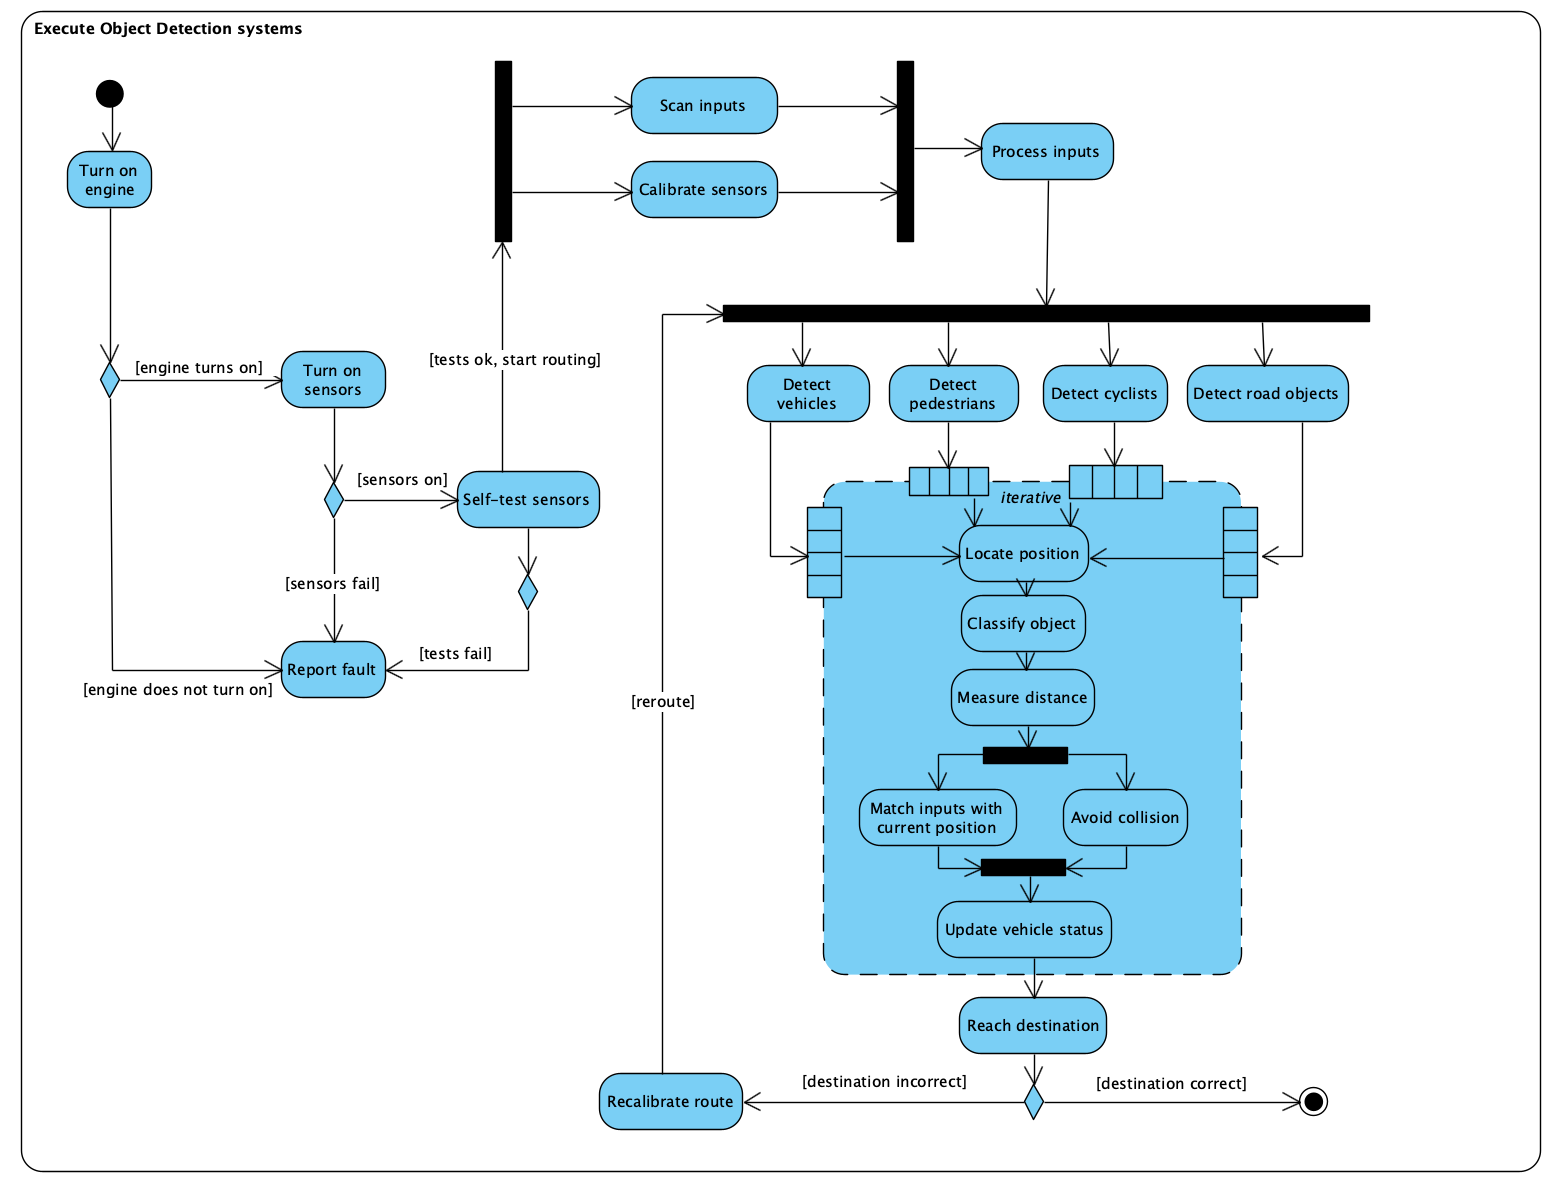 Execute Object Detection systems
Scan inputs
Process inputs
Turn on
engine
Calibrate sensors
[tests ok, start routing]
[engine turns on]
Turn on
sensors
Detect
vehicles
Detect
pedestrians
Detect cyclists
Detect road objects
[sensors on]
Self-test sensors
iterative
Locate position
[sensors fail]
Classify object
[tests fail]
Report fault
[engine does not turn on]
[reroute]
Measure distance
Match inputs with
current position
Avoid collision
Update vehicle status
Reach destination
[destination incorrect]
[destination correct]
Recalibrate route